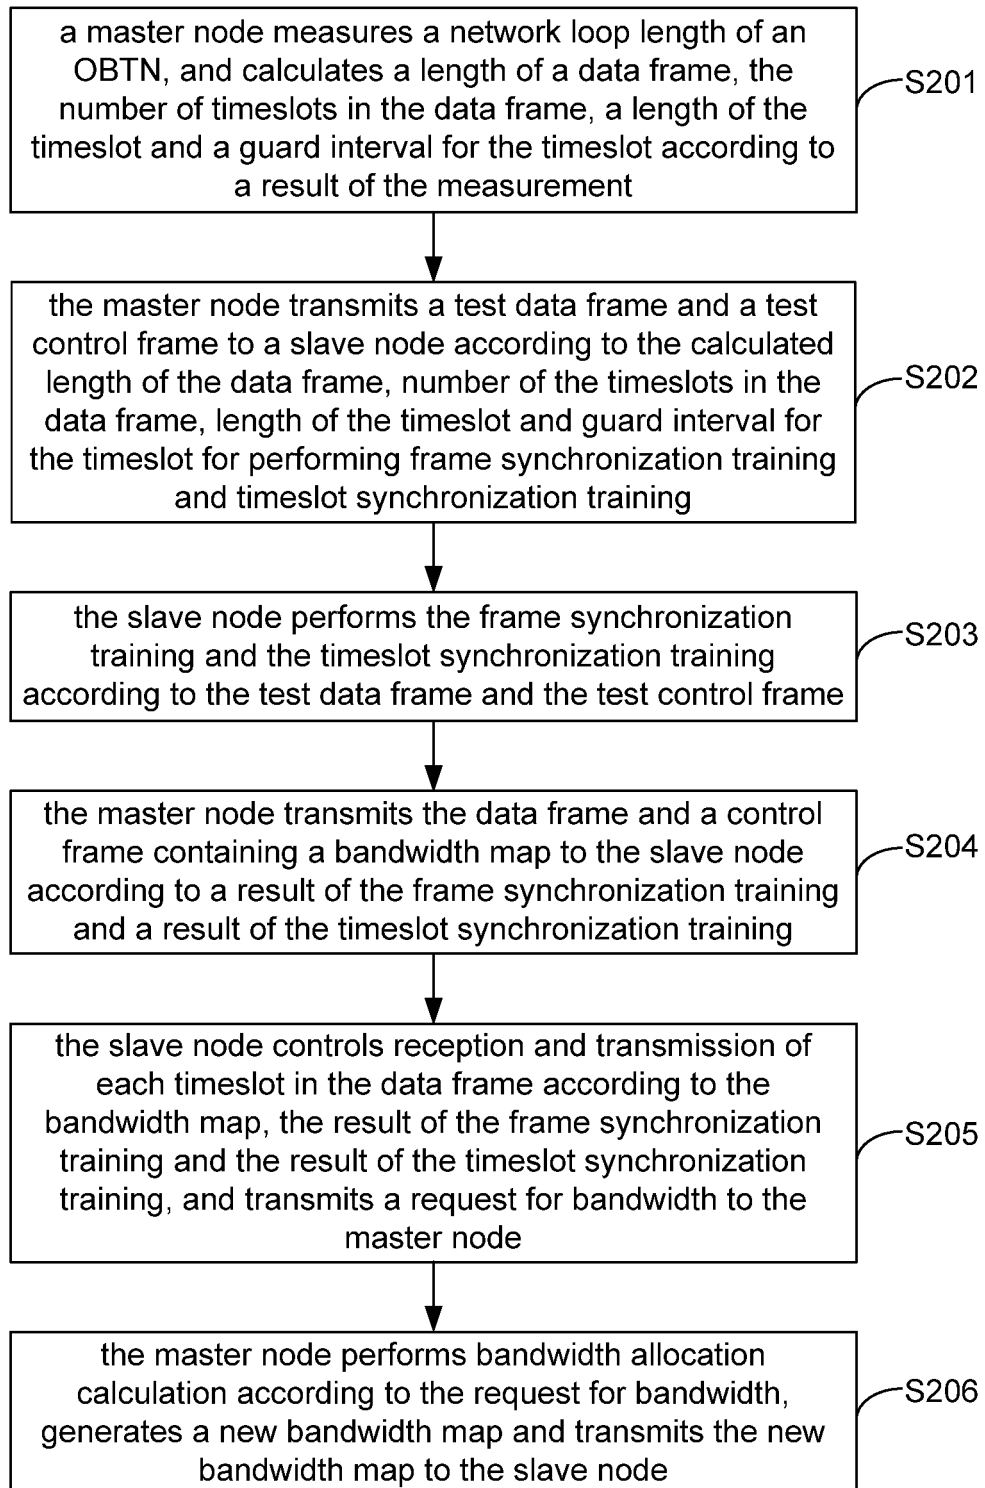 a master node measures a network loop length of an
OBTN, and calculates a length of a data frame, the
number of timeslots in the data frame, a length of the
timeslot and a guard interval for the timeslot according to
a result of the measurement
S201
the master node transmits a test data frame and a test
control frame to a slave node according to the calculated
length of the data frame, number of the timeslots in the
data frame, length of the timeslot and guard interval for
the timeslot for performing frame synchronization training
and timeslot synchronization training
S202
the slave node performs the frame synchronization
training and the timeslot synchronization training
according to the test data frame and the test control frame
S203
the master node transmits the data frame and a control
frame containing a bandwidth map to the slave node
according to a result of the frame synchronization training
and a result of the timeslot synchronization training
S204
the slave node controls reception and transmission of
each timeslot in the data frame according to the
bandwidth map, the result of the frame synchronization
training and the result of the timeslot synchronization
training, and transmits a request for bandwidth to the
master node
S205
the master node performs bandwidth allocation
calculation according to the request for bandwidth,
generates a new bandwidth map and transmits the new
bandwidth map to the slave node
S206